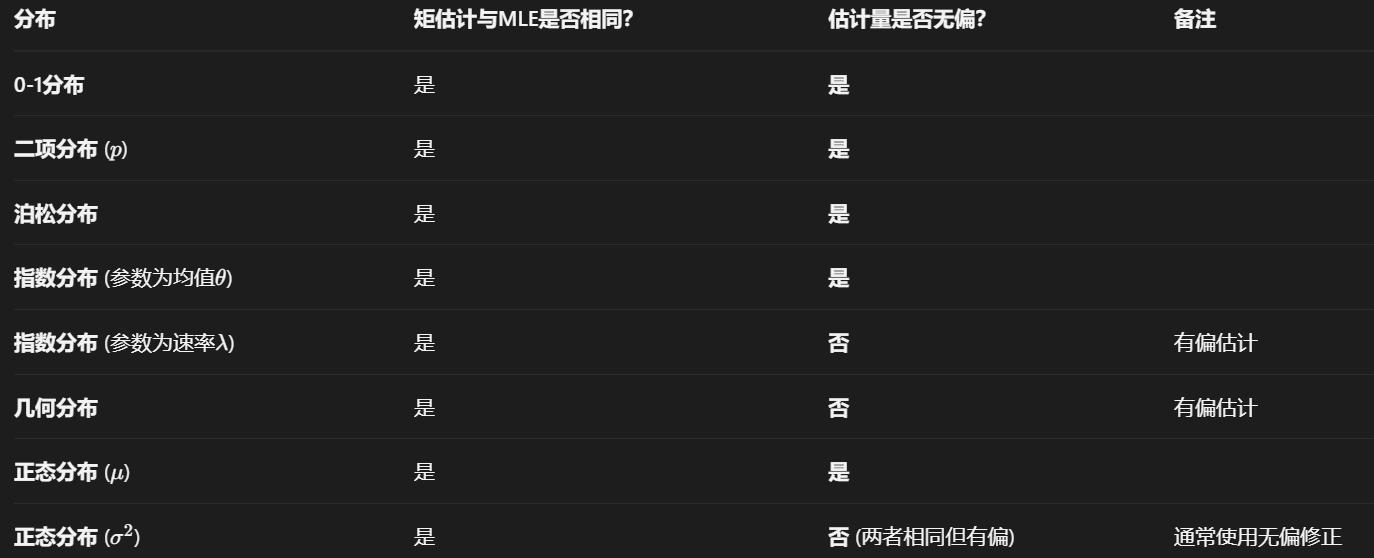 分布 矩估计与MLE是否相同？ 估计量是否无偏？ 备注
0-1分布 是 是
二项分布 (p) 是 是
泊松分布 是 是
指数分布 (参数为均值θ) 是 是
指数分布 (参数为速率λ) 是 否 有偏估计
几何分布 是 否 有偏估计
正态分布 (μ) 是 是
正态分布 (σ²) 是 否 (两者相同但有偏) 通常使用无偏修正